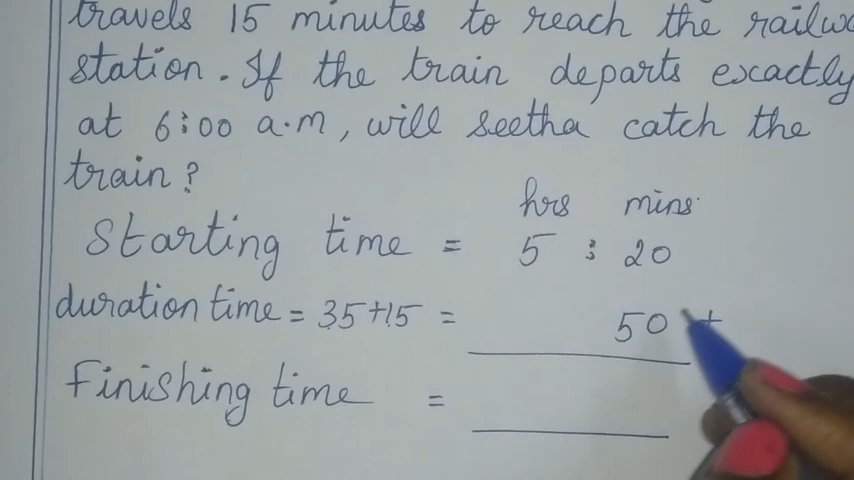 travels 15 minutes to reach the railwa
station. If the train departs exactly
at 6:00 a.m, will seetha catch the
train?
hrs mins
Starting time = 5 : 20
duration time = 35+15 = 50 +
Finishing time =